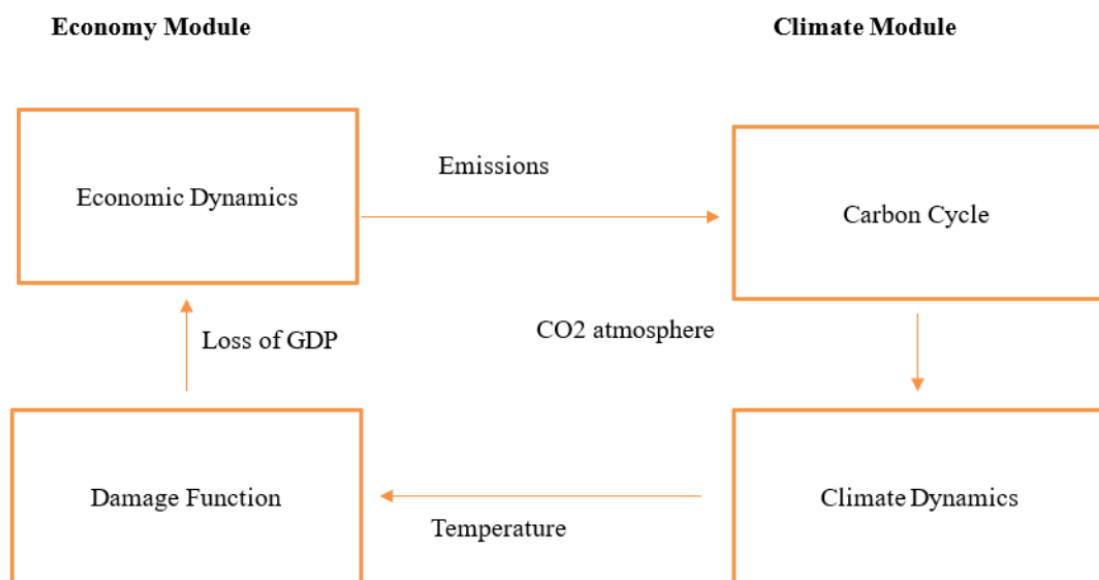 Economy Module
Climate Module
Emissions
Economic Dynamics
Carbon Cycle
CO2 atmosphere
Loss of GDP
Damage Function
Climate Dynamics
Temperature